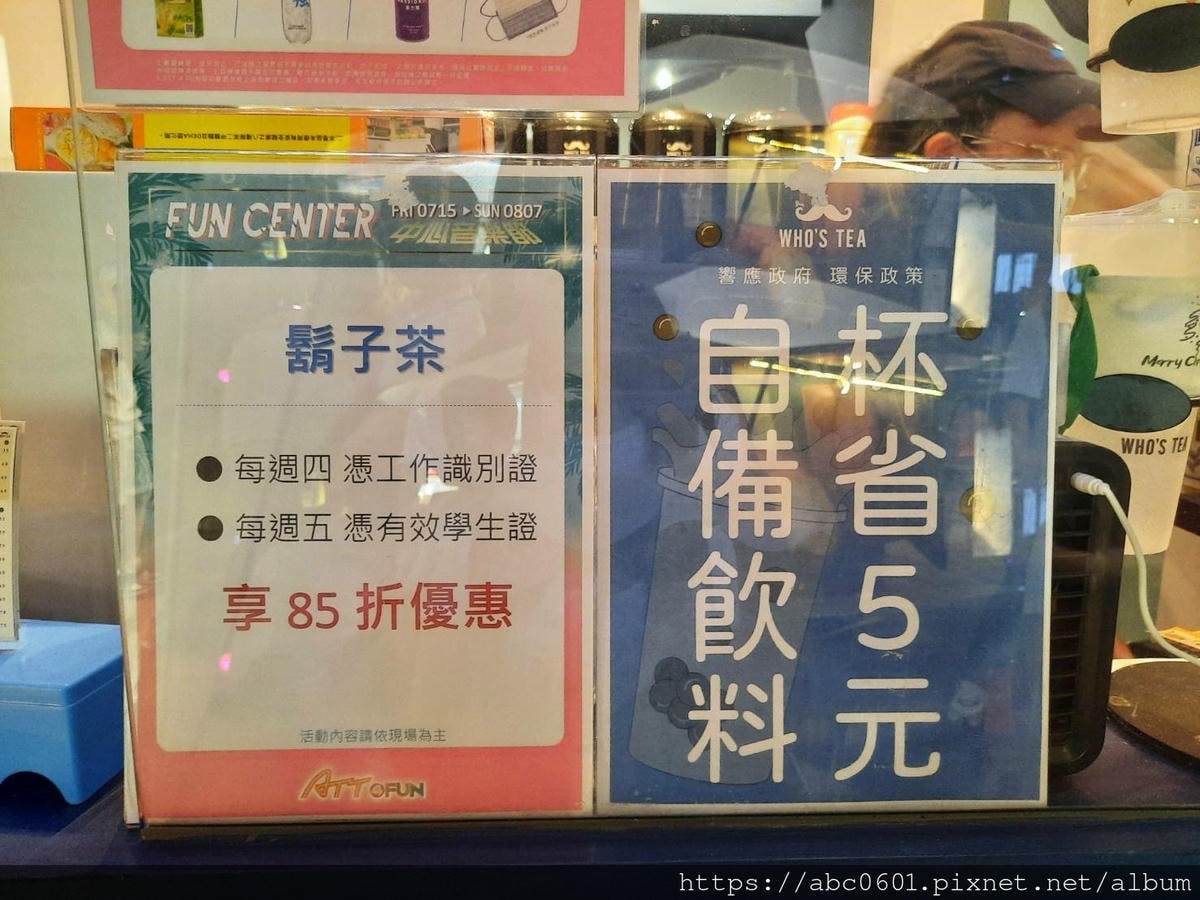 FUN CENTER
FRI 0715 ▸ SUN 0807
中心音樂節
鬍子茶
● 每週四 憑工作識別證
● 每週五 憑有效學生證
享 85 折優惠
活動內容請依現場為主
ATT 4 FUN
WHO'S TEA
響應政府 環保政策
自備飲料
杯省5元
Merry
WHO'S TEA
https://abc0601.pixnet.net/album